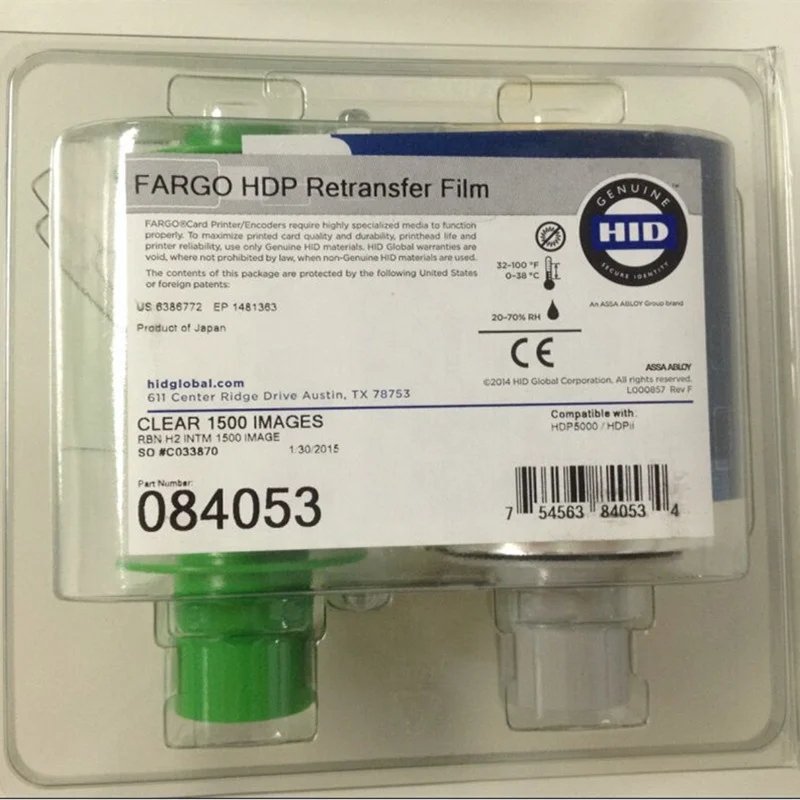 FARGO HDP Retransfer Film
FARGO®Card Printer/Encoders require highly specialized media to function
properly. To maximize printed card quality and durability, printhead life and
printer reliability, use only Genuine HID materials. HID Global warranties are
void, where not prohibited by law, when non-Genuine HID materials are used.
The contents of this package are protected by the following United States
or foreign patents:
US 6386772 EP 1481363
Product of Japan
GENUINE
HID
SECURE IDENTITY
™
An ASSA ABLOY Group brand
32-100 °F
0-38 °C
20-70% RH
CE
ASSA ABLOY
©2014 HID Global Corporation. All rights reserved.
L000857 Rev F
hidglobal.com
611 Center Ridge Drive Austin, TX 78753
CLEAR 1500 IMAGES
RBN H2 INTM 1500 IMAGE
SO #C033870 1/30/2015
Compatible with:
HDP5000 / HDPii
Part Number:
084053
7 54563 84053 4